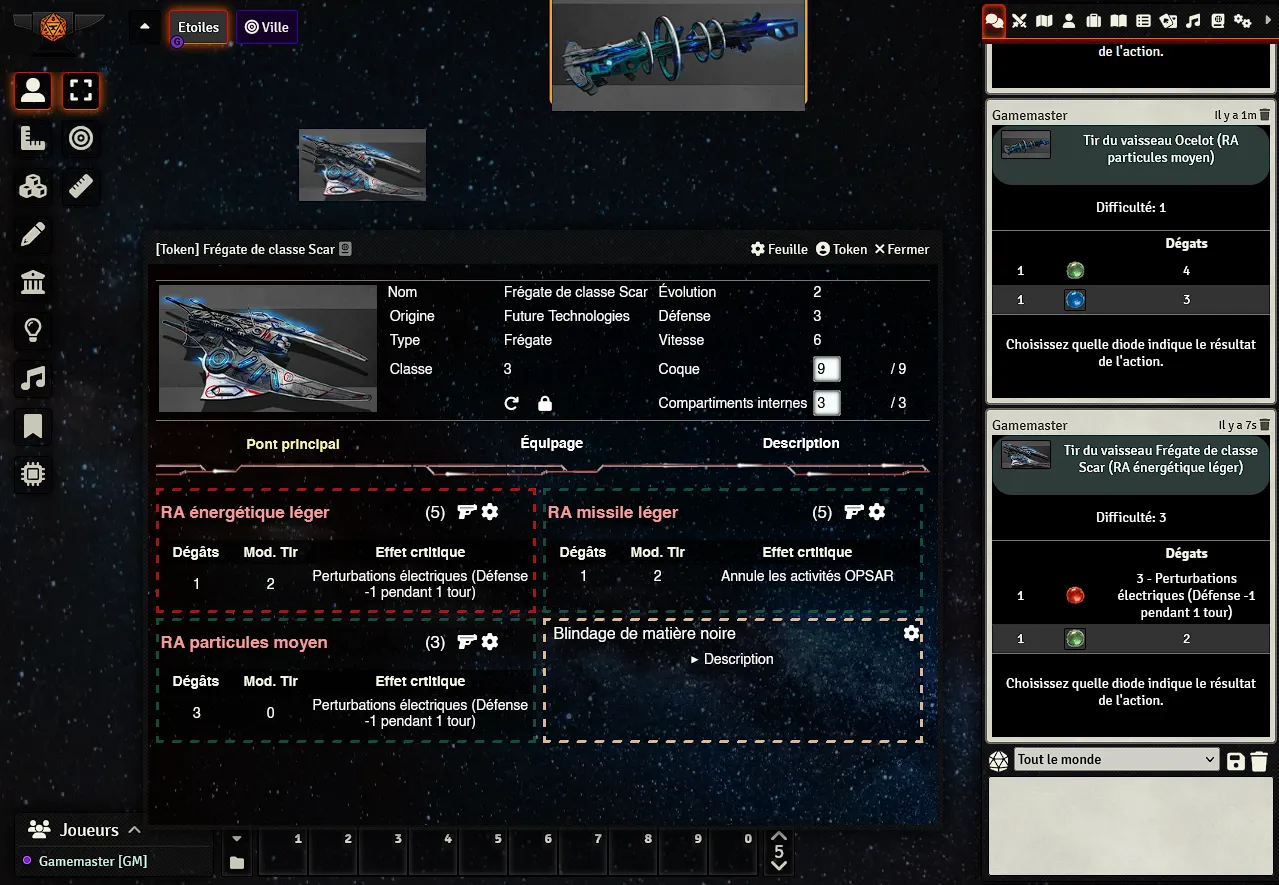 Etoiles
G
Ville
[Token] Frégate de classe Scar
Feuille
Token
Fermer
Nom
Frégate de classe Scar
Évolution
2
Origine
Future Technologies
Défense
3
Type
Frégate
Vitesse
6
Classe
3
Coque
9
/ 9
Compartiments internes
3
/ 3
Pont principal
Équipage
Description
RA énergétique léger
(5)
Dégâts
Mod. TIr
Effet crtitique
1
2
Perturbations électriques (Défense
-1 pendant 1 tour)
RA missile léger
(5)
Dégâts
Mod. TIr
Effet crtitique
1
2
Annule les activités OPSAR
RA particules moyen
(3)
Dégâts
Mod. TIr
Effet crtitique
3
0
Perturbations électriques (Défense
-1 pendant 1 tour)
Blindage de matière noire
Description
Joueurs
Gamemaster [GM]
1
2
3
4
5
6
7
8
9
0
5
de l'action.
Gamemaster
Il y a 1m
Tir du vaisseau Ocelot (RA
particules moyen)
Difficulté: 1
Dégats
1
4
1
3
Choisissez quelle diode indique le résultat
de l'action.
Gamemaster
Il y a 7s
Tir du vaisseau Frégate de classe
Scar (RA énergétique léger)
Difficulté: 3
Dégats
1
3 - Perturbations
électriques (Défense -1
pendant 1 tour)
1
2
Choisissez quelle diode indique le résultat
de l'action.
Tout le monde